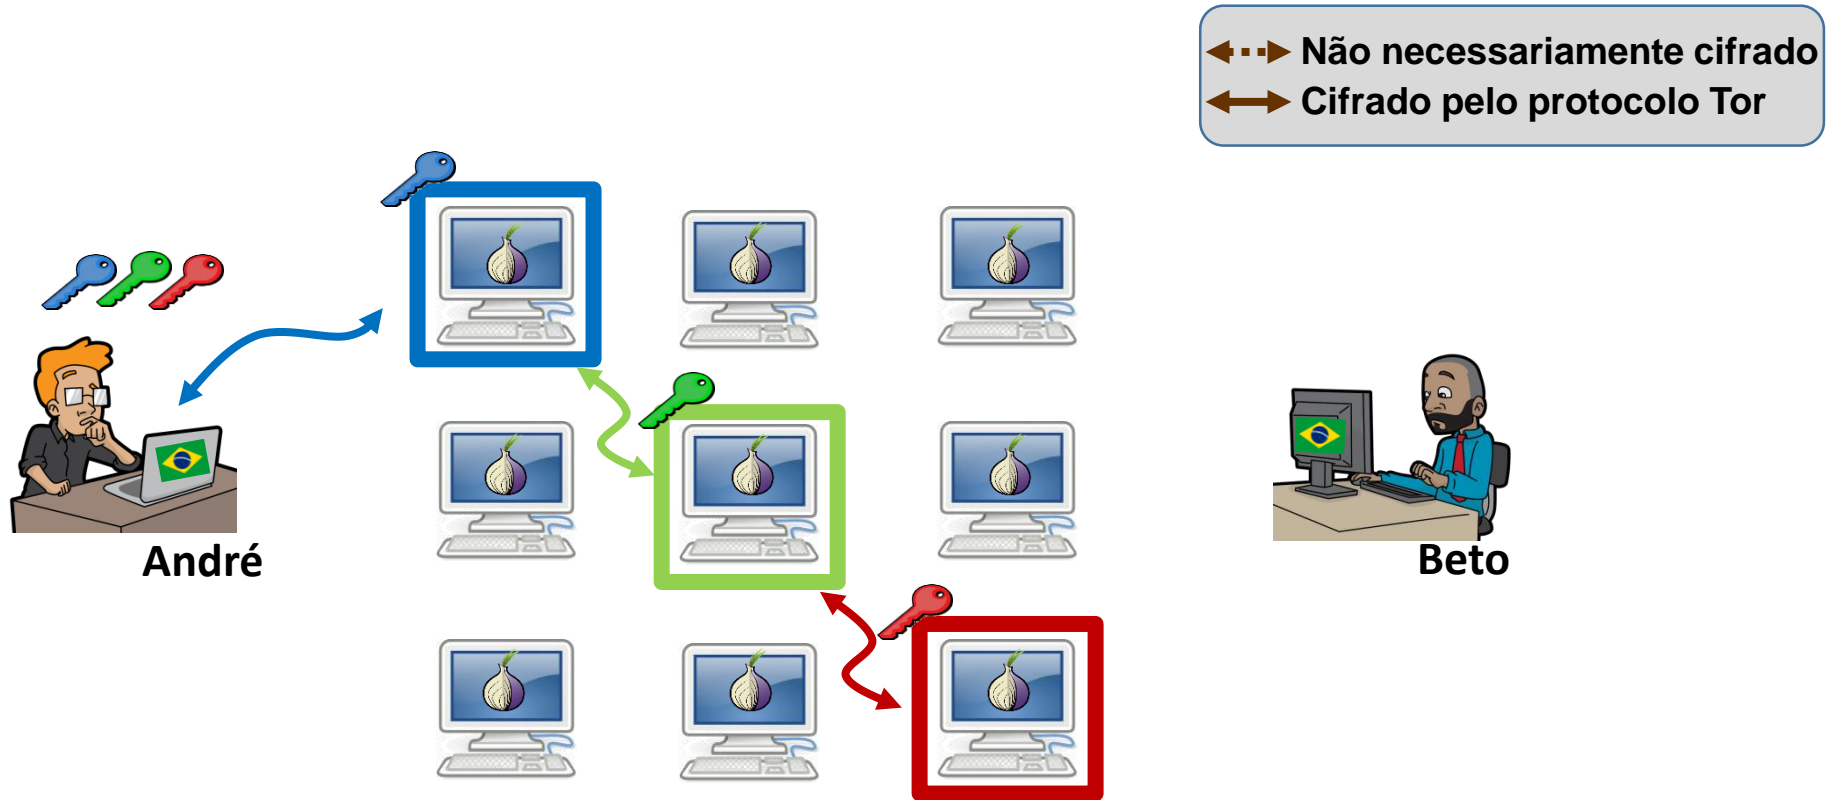 Não necessariamente cifrado
Cifrado pelo protocolo Tor
André
Beto